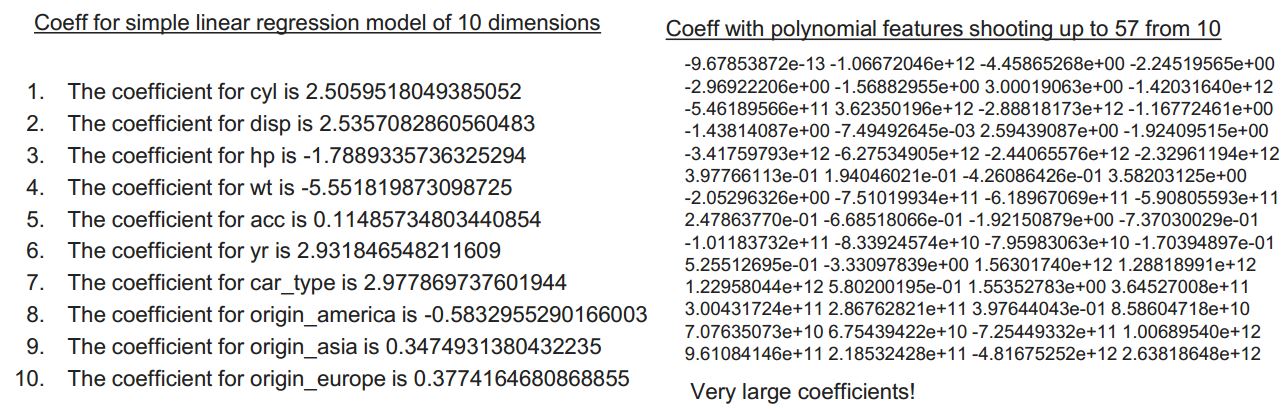 Coeff for simple linear regression model of 10 dimensions
1. The coefficient for cyl is 2.5059518049385052
2. The coefficient for disp is 2.5357082860560483
3. The coefficient for hp is -1.7889335736325294
4. The coefficient for wt is -5.551819873098725
5. The coefficient for acc is 0.11485734803440854
6. The coefficient for yr is 2.931846548211609
7. The coefficient for car_type is 2.977869737601944
8. The coefficient for origin_america is -0.5832955290166003
9. The coefficient for origin_asia is 0.3474931380432235
10. The coefficient for origin_europe is 0.3774164680868855
Coeff with polynomial features shooting up to 57 from 10
-9.67853872e-13 -1.06672046e+12 -4.45865268e+00 -2.24519565e+00
-2.96922206e+00 -1.56882955e+00 3.00019063e+00 -1.42031640e+12
-5.46189566e+11 3.62350196e+12 -2.88818173e+12 -1.16772461e+00
-1.43814087e+00 -7.49492645e-03 2.59439087e+00 -1.92409515e+00
-3.41759793e+12 -6.27534905e+12 -2.44065576e+12 -2.32961194e+12
3.97766113e-01 1.94046021e-01 -4.26086426e-01 3.58203125e+00
-2.05296326e+00 -7.51019934e+11 -6.18967069e+11 -5.90805593e+11
2.47863770e-01 -6.68518066e-01 -1.92150879e+00 -7.37030029e-01
-1.01183732e+11 -8.33924574e+10 -7.95983063e+10 -1.70394897e-01
5.25512695e-01 -3.33097839e+00 1.56301740e+12 1.28818991e+12
1.22958044e+12 5.80200195e-01 1.55352783e+00 3.64527008e+11
3.00431724e+11 2.86762821e+11 3.97644043e-01 8.58604718e+10
7.07635073e+10 6.75439422e+10 -7.25449332e+11 1.00689540e+12
9.61084146e+11 2.18532428e+11 -4.81675252e+12 2.63818648e+12
Very large coefficients!